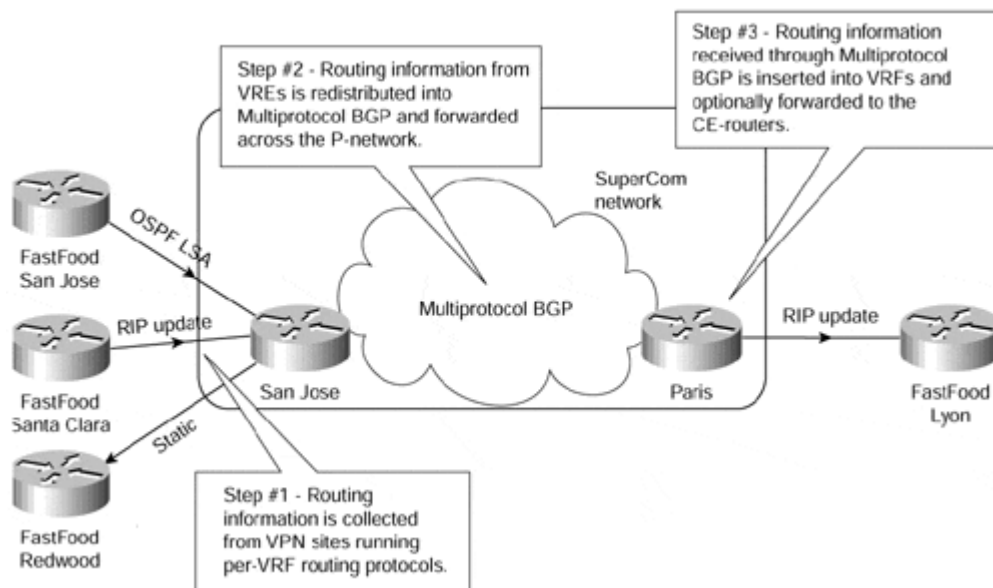 Step #2 - Routing information from
VREs is redistributed into
Multiprotocol BGP and forwarded
across the P-network.
Step #3 - Routing information
received through Multiprotocol
BGP is inserted into VRFs and
optionally forwarded to the
CE-routers.
SuperCom
network
OSPF LSA
FastFood
San Jose
Multiprotocol BGP
RIP update
RIP update
San Jose
Paris
FastFood
Santa Clara
FastFood
Lyon
Static
Step #1 - Routing
information is collected
from VPN sites running
per-VRF routing protocols.
FastFood
Redwood